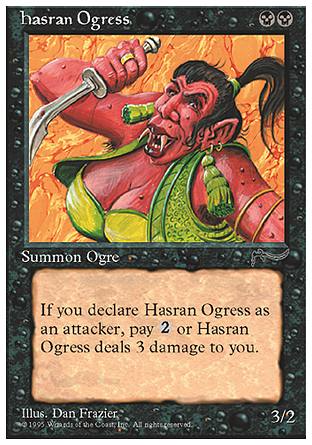 Hasran Ogress
Summon Ogre
If you declare Hasran Ogress as
an attacker, pay 2 or Hasran
Ogress deals 3 damage to you.
Illus. Dan Frazier
3/2
© 1995 Wizards of the Coast, Inc. All rights reserved.